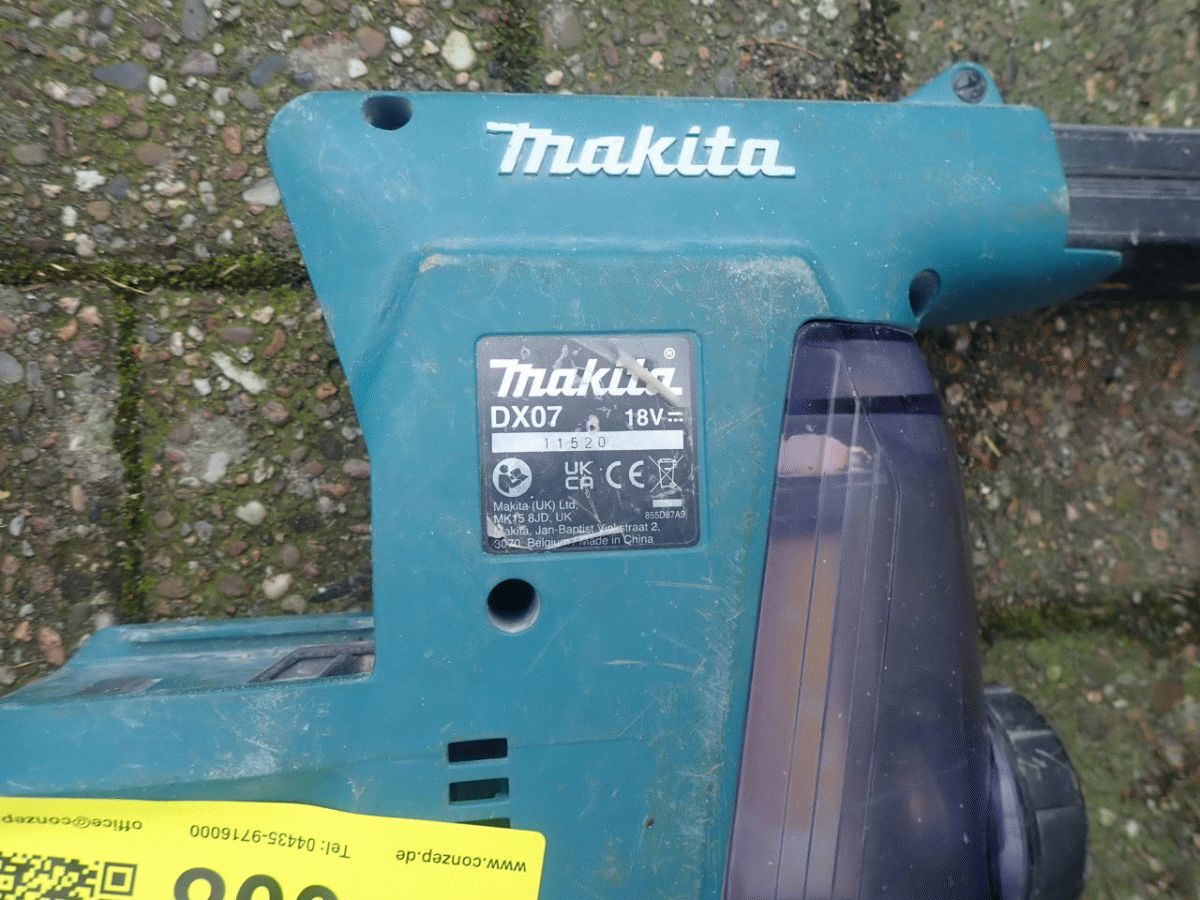 makita
makita®
DX07 18V
11520
UK
CA CE
Makita (UK) Ltd,
MK15 8JD, UK 855D87A9
Makita, Jan-Baptist Vinkstraat 2,
3070, Belgium / Made in China
www.conzep.de
Tel: 04435-9716000
office@conzep